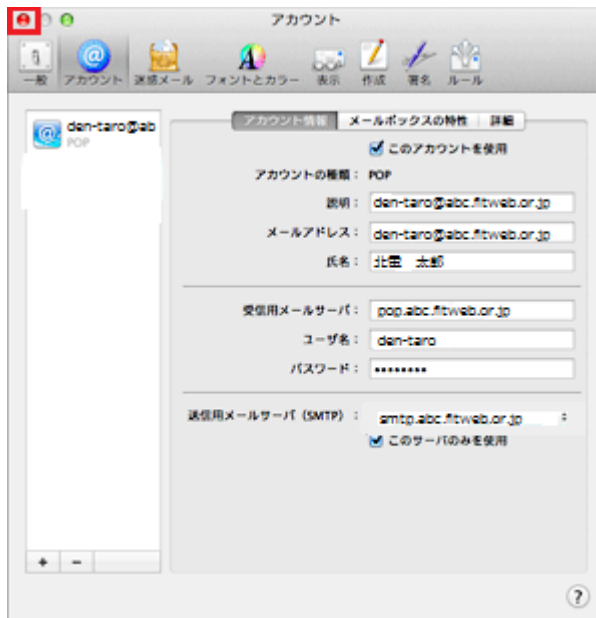 アカウント
一般 アカウント 迷惑メール フォントとカラー 表示 作成 署名 ルール
den-taro@ab
POP
アカウント情報 メールボックスの特性 詳細
このアカウントを使用
アカウントの種類： POP
説明： den-taro@abc.fitweb.or.jp
メールアドレス： den-taro@abc.fitweb.or.jp
氏名： 北電 太郎
受信用メールサーバ： pop.abc.fitweb.or.jp
ユーザ名： den-taro
パスワード： ••••••••
送信用メールサーバ（SMTP）： smtp.abc.fitweb.or.jp
このサーバのみを使用
+ −
?